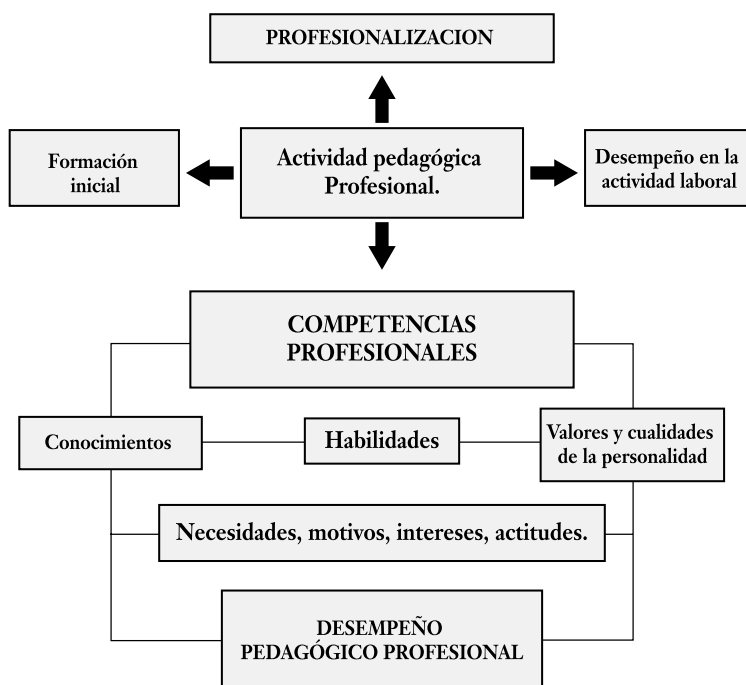 PROFESIONALIZACION
Formación
inicial
Actividad pedagógica
Profesional.
Desempeño en la
actividad laboral
COMPETENCIAS
PROFESIONALES
Conocimientos
Habilidades
Valores y cualidades
de la personalidad
Necesidades, motivos, intereses, actitudes.
DESEMPEÑO
PEDAGÓGICO PROFESIONAL